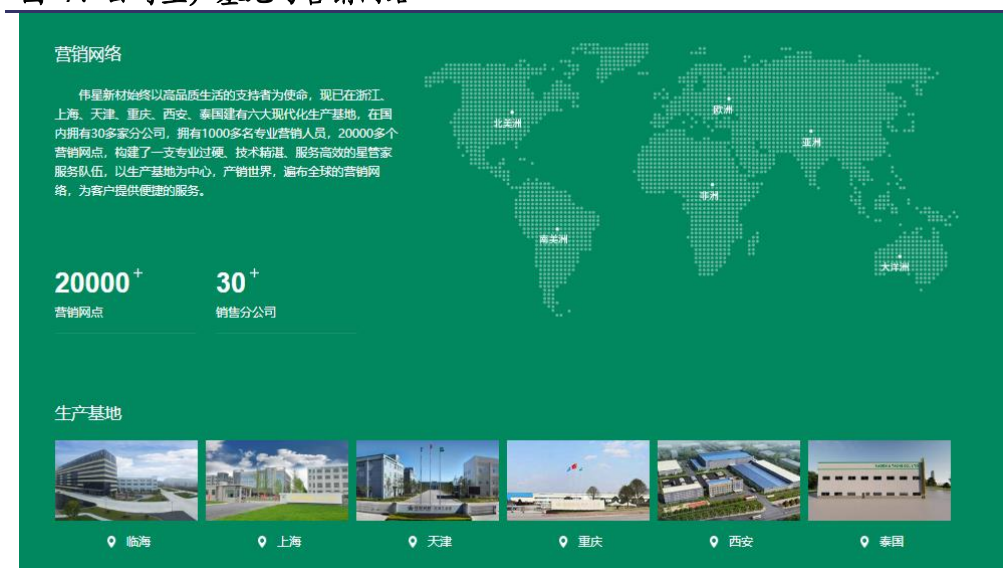 营销网络
伟星新材始终以高品质生活的支持者为使命，现已在浙江、
上海、天津、重庆、西安、泰国建有六大现代化生产基地，在国
内拥有30多家分公司，拥有1000多名专业营销人员，20000多个
营销网点，构建了一支专业过硬、技术精湛、服务高效的星管家
服务队伍，以生产基地为中心，产销世界，遍布全球的营销网
络，为客户提供便捷的服务。
北美洲
欧洲
亚洲
非洲
南美洲
大洋洲
20000+
30+
营销网点
销售分公司
生产基地
临海
上海
天津
重庆
西安
泰国